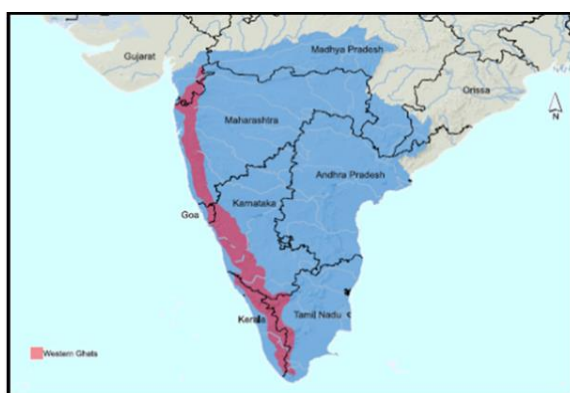 Madhya Pradesh
Gujarat
Orissa
N
Maharashtra
Andhra Pradesh
Karnataka
Goa
Kerala
Tamil Nadu
Western Ghats